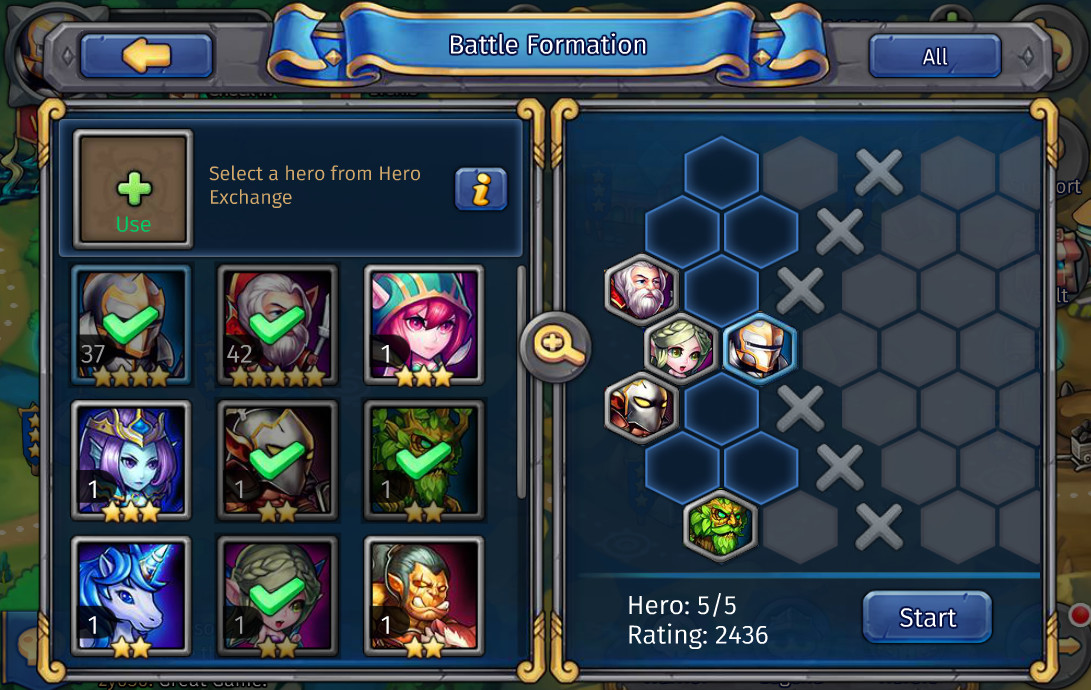 Battle Formation
All
Select a hero from Hero
Exchange
Use
37
42
1
1
1
1
1
1
1
Hero: 5/5
Rating: 2436
Start